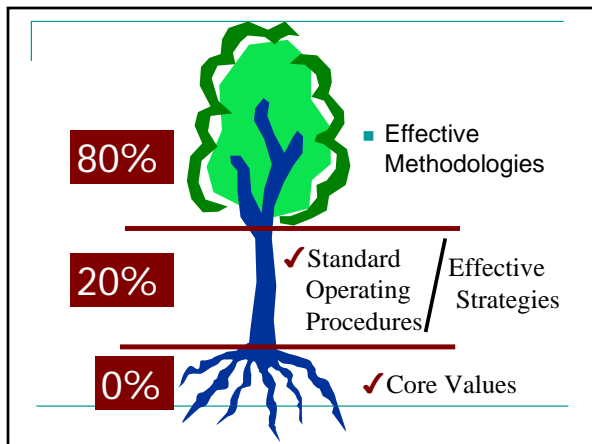 80%
■ Effective
Methodologies
20%
✓Standard
Operating
Procedures
/
Effective
Strategies
0%
✓Core Values